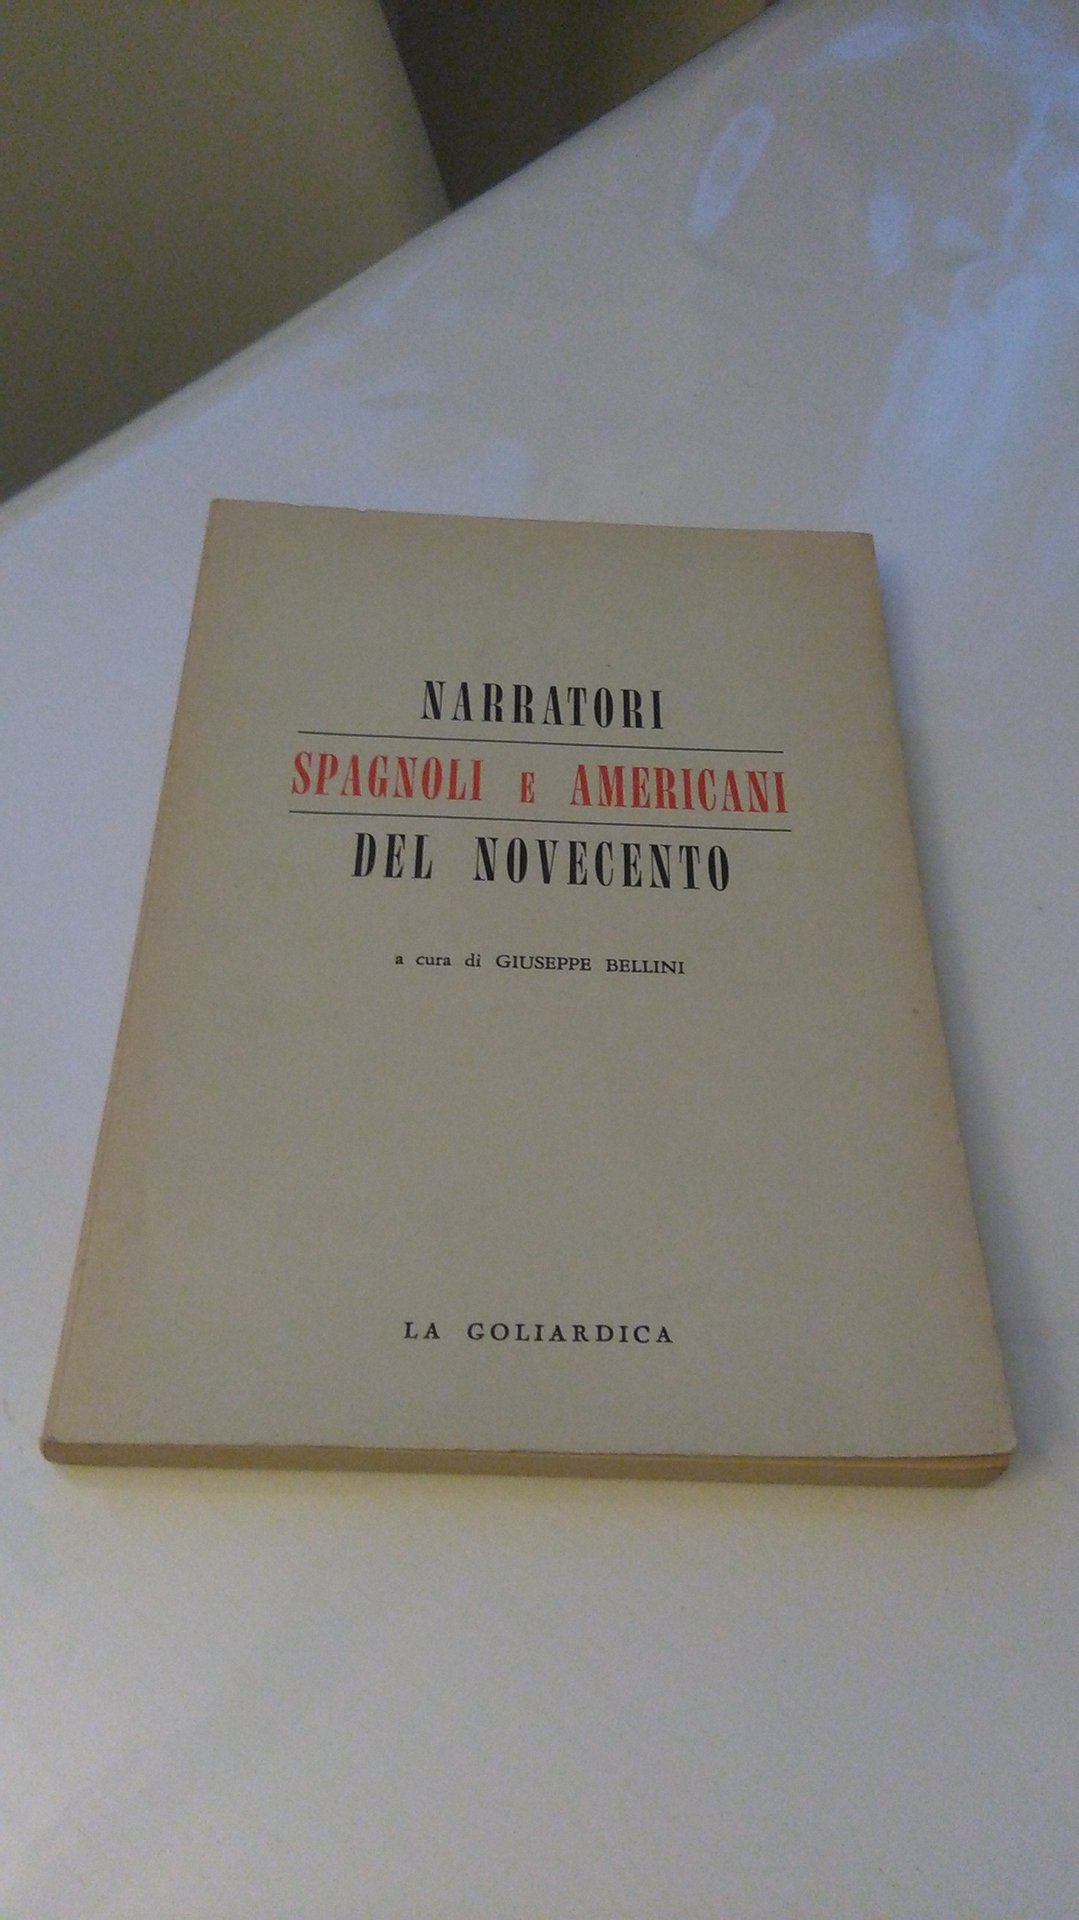 NARRATORI
SPAGNOLI E AMERICANI
DEL NOVECENTO
a cura di GIUSEPPE BELLINI
LA GOLIARDICA